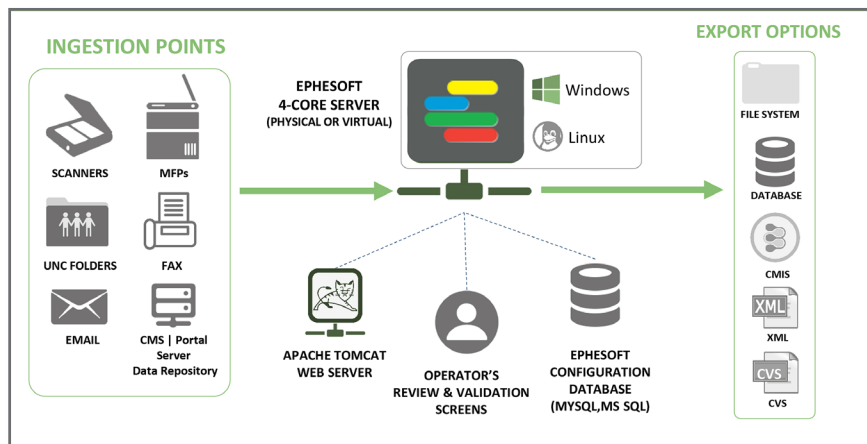 INGESTION POINTS
SCANNERS
MFPs
UNC FOLDERS
FAX
EMAIL
CMS | Portal
Server
Data Repository
EPHESOFT
4-CORE SERVER
(PHYSICAL OR VIRTUAL)
Windows
Linux
APACHE TOMCAT
WEB SERVER
OPERATOR'S
REVIEW & VALIDATION
SCREENS
EPHESOFT
CONFIGURATION
DATABASE
(MYSQL,MS SQL)
EXPORT OPTIONS
FILE SYSTEM
DATABASE
CMIS
XML
XML
CVS
CVS